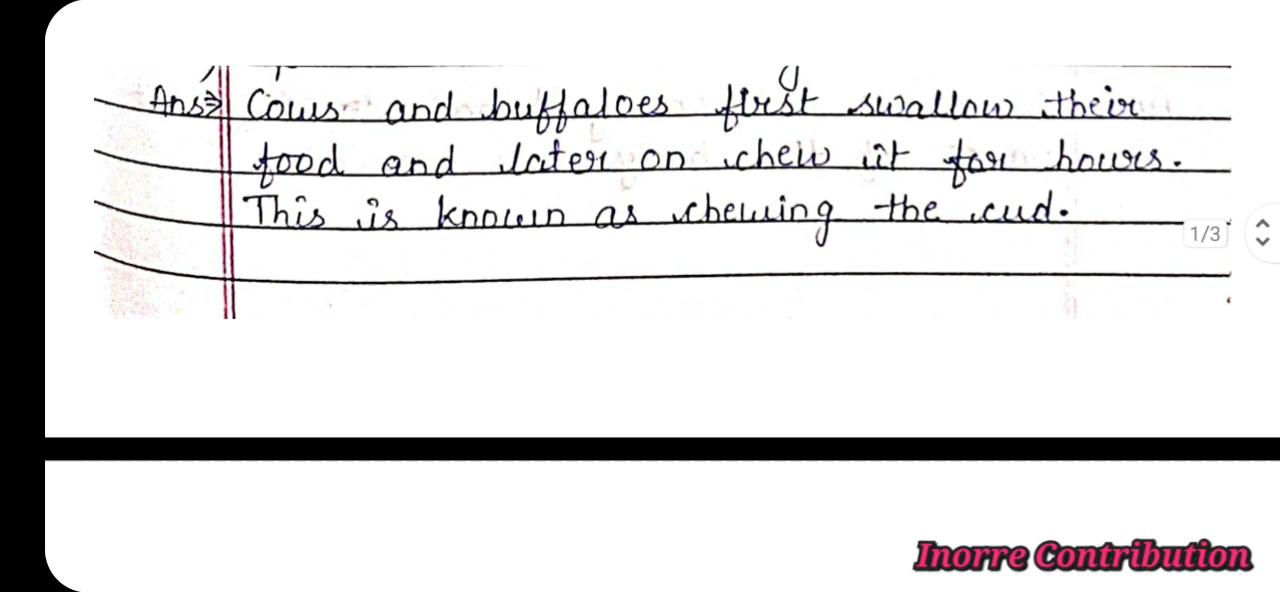 Ans⇒ Cows and buffaloes first swallow their
food and later on chew it for hours.
This is known as chewing the cud.
1/3
Inorre Contribution